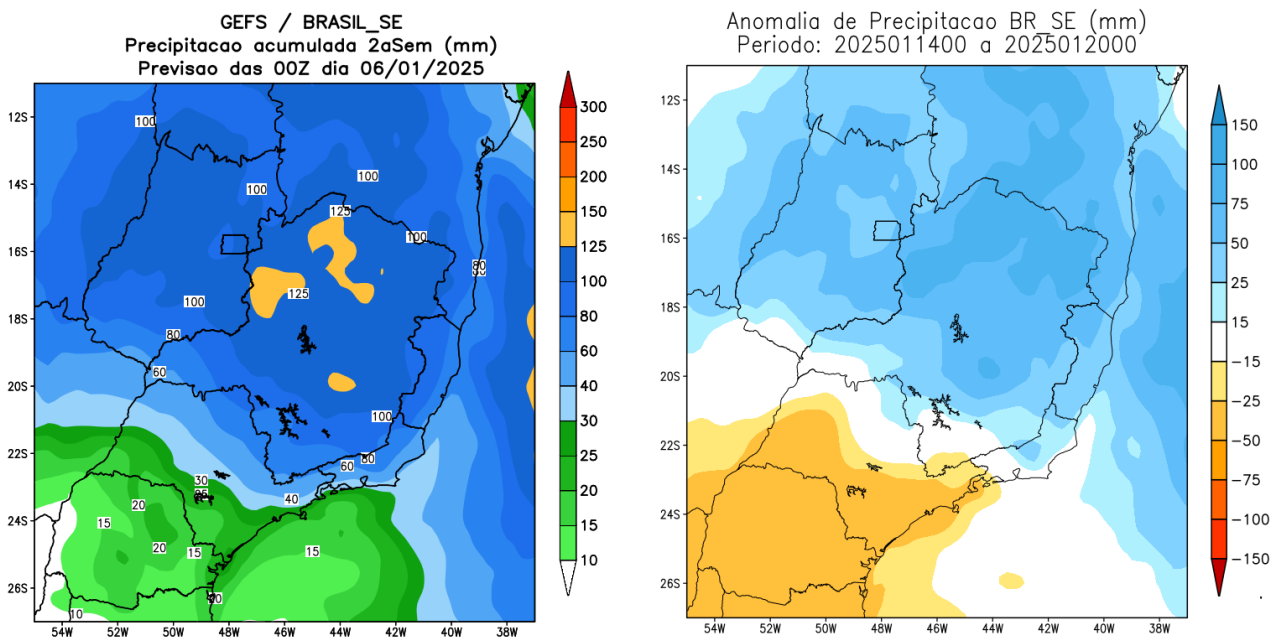 GEFS / BRASIL_SE
Precipitacao acumulada 2aSem (mm)
Previsao das 00Z dia 06/01/2025
12S
14S
16S
18S
20S
22S
24S
26S
54W
52W
50W
48W
46W
44W
42W
40W
38W
100
100
100
125
100
80
125
100
80
60
100
80
60
30
40
20
15
20
15
15
10
20
300
250
200
150
125
100
80
60
40
30
25
20
15
10
Anomalia de Precipitacao BR_SE (mm)
Periodo: 2025011400 a 2025012000
12S
14S
16S
18S
20S
22S
24S
26S
54W
52W
50W
48W
46W
44W
42W
40W
38W
150
100
75
50
25
15
−15
−25
−50
−75
−100
−150